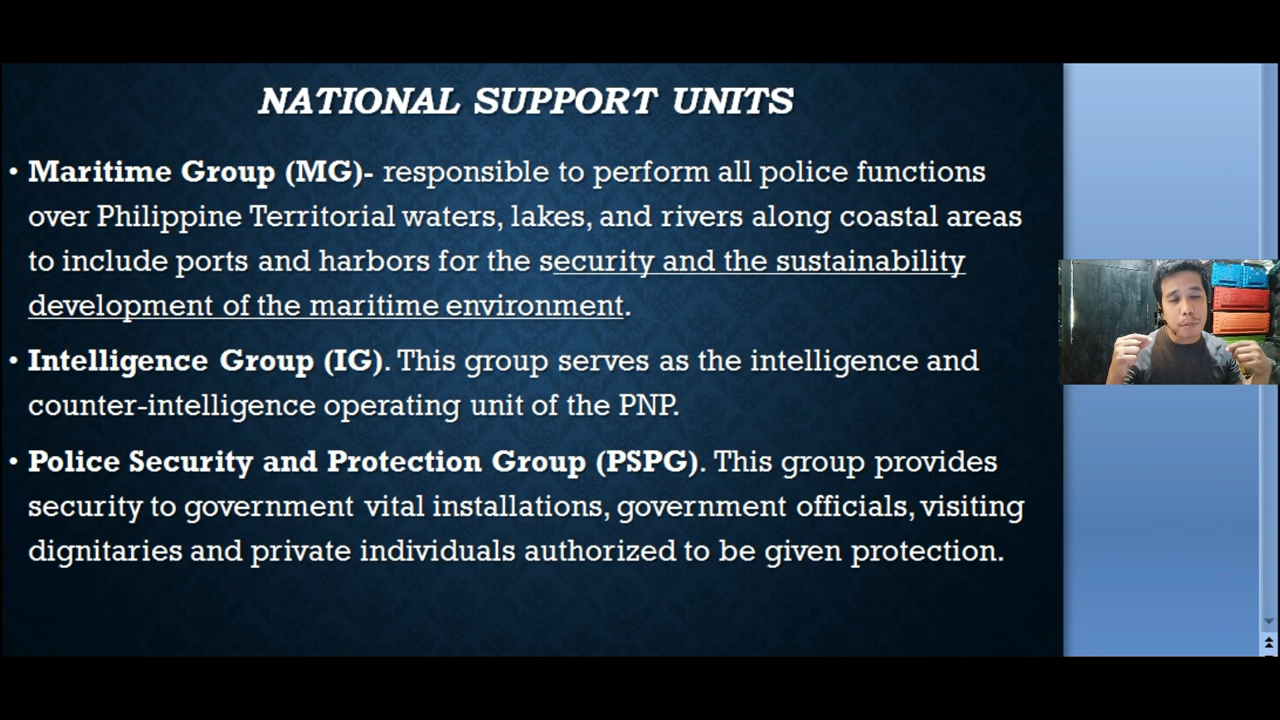 NATIONAL SUPPORT UNITS
• Maritime Group (MG)- responsible to perform all police functions
over Philippine Territorial waters, lakes, and rivers along coastal areas
to include ports and harbors for the security and the sustainability
development of the maritime environment.
• Intelligence Group (IG). This group serves as the intelligence and
counter-intelligence operating unit of the PNP.
• Police Security and Protection Group (PSPG). This group provides
security to government vital installations, government officials, visiting
dignitaries and private individuals authorized to be given protection.